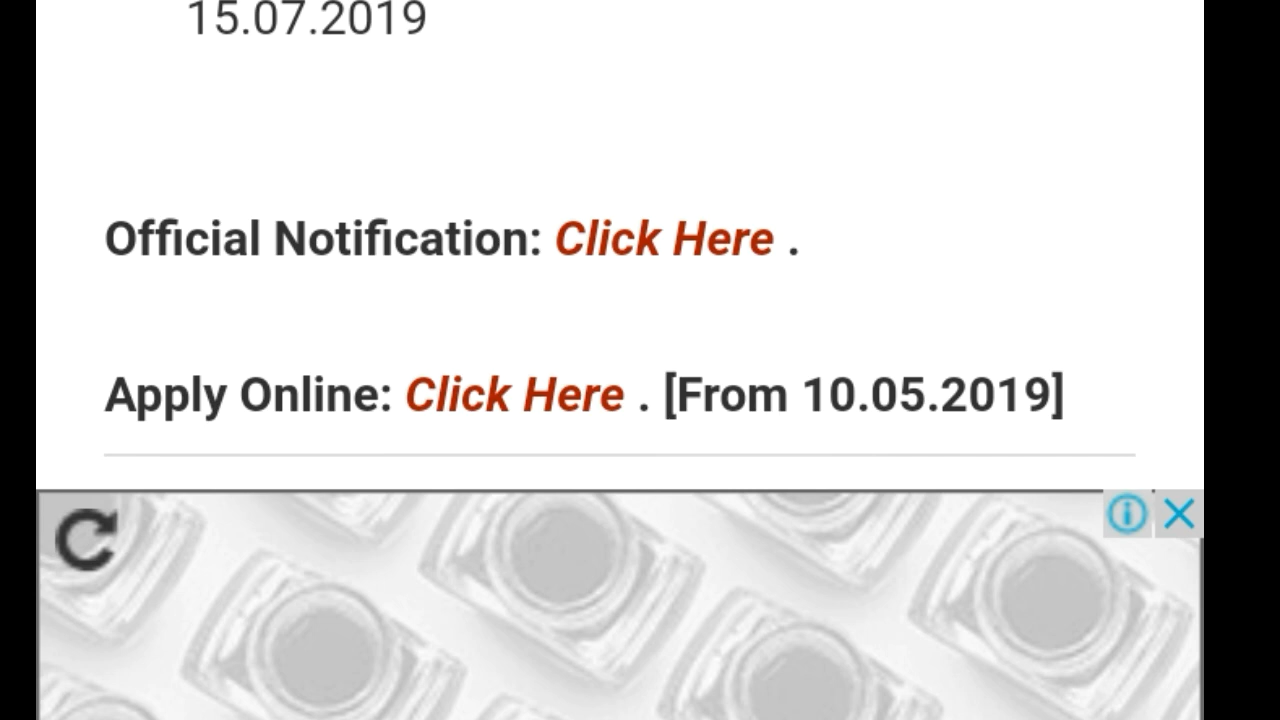 15.07.2019
Official Notification: Click Here .
Apply Online: Click Here . [From 10.05.2019]